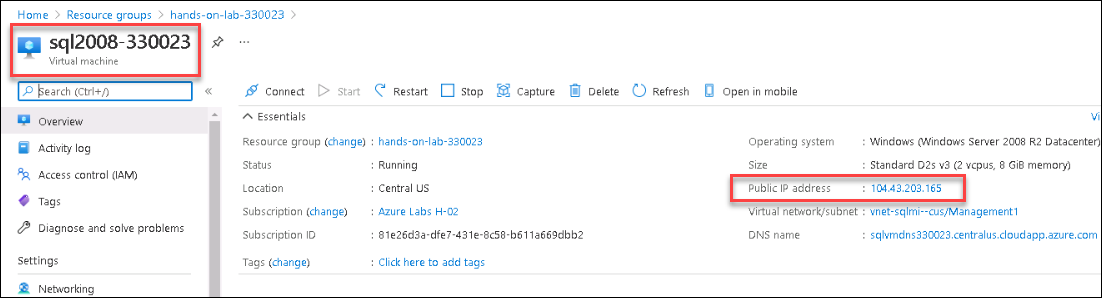 Home > Resource groups > hands-on-lab-330023 >
sql2008-330023 ...
Virtual machine
Search (Ctrl+/) «
Connect Start Restart Stop Capture Delete Refresh Open in mobile
Overview
Activity log
Access control (IAM)
Tags
Diagnose and solve problems
Settings
Networking
Essentials Vi
Resource group (change) : hands-on-lab-330023
Status : Running
Location : Central US
Subscription (change) : Azure Labs H-02
Subscription ID : 81e26d3a-dfe7-431e-8c58-b611a669dbb2
Tags (change) : Click here to add tags
Operating system : Windows (Windows Server 2008 R2 Datacenter)
Size : Standard D2s v3 (2 vcpus, 8 GiB memory)
Public IP address : 104.43.203.165
Virtual network/subnet : vnet-sqlmi--cus/Management1
DNS name : sqlvmdns330023.centralus.cloudapp.azure.com